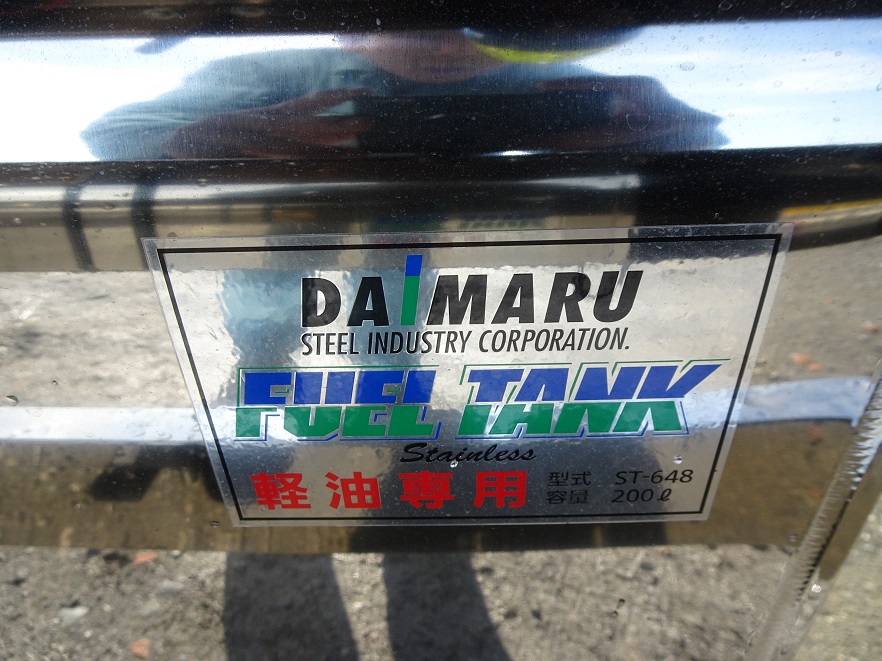 DAiMARU
STEEL INDUSTRY CORPORATION.
FUEL TANK
Stainless
軽油専用
型式 ST-648
容量 200ℓ